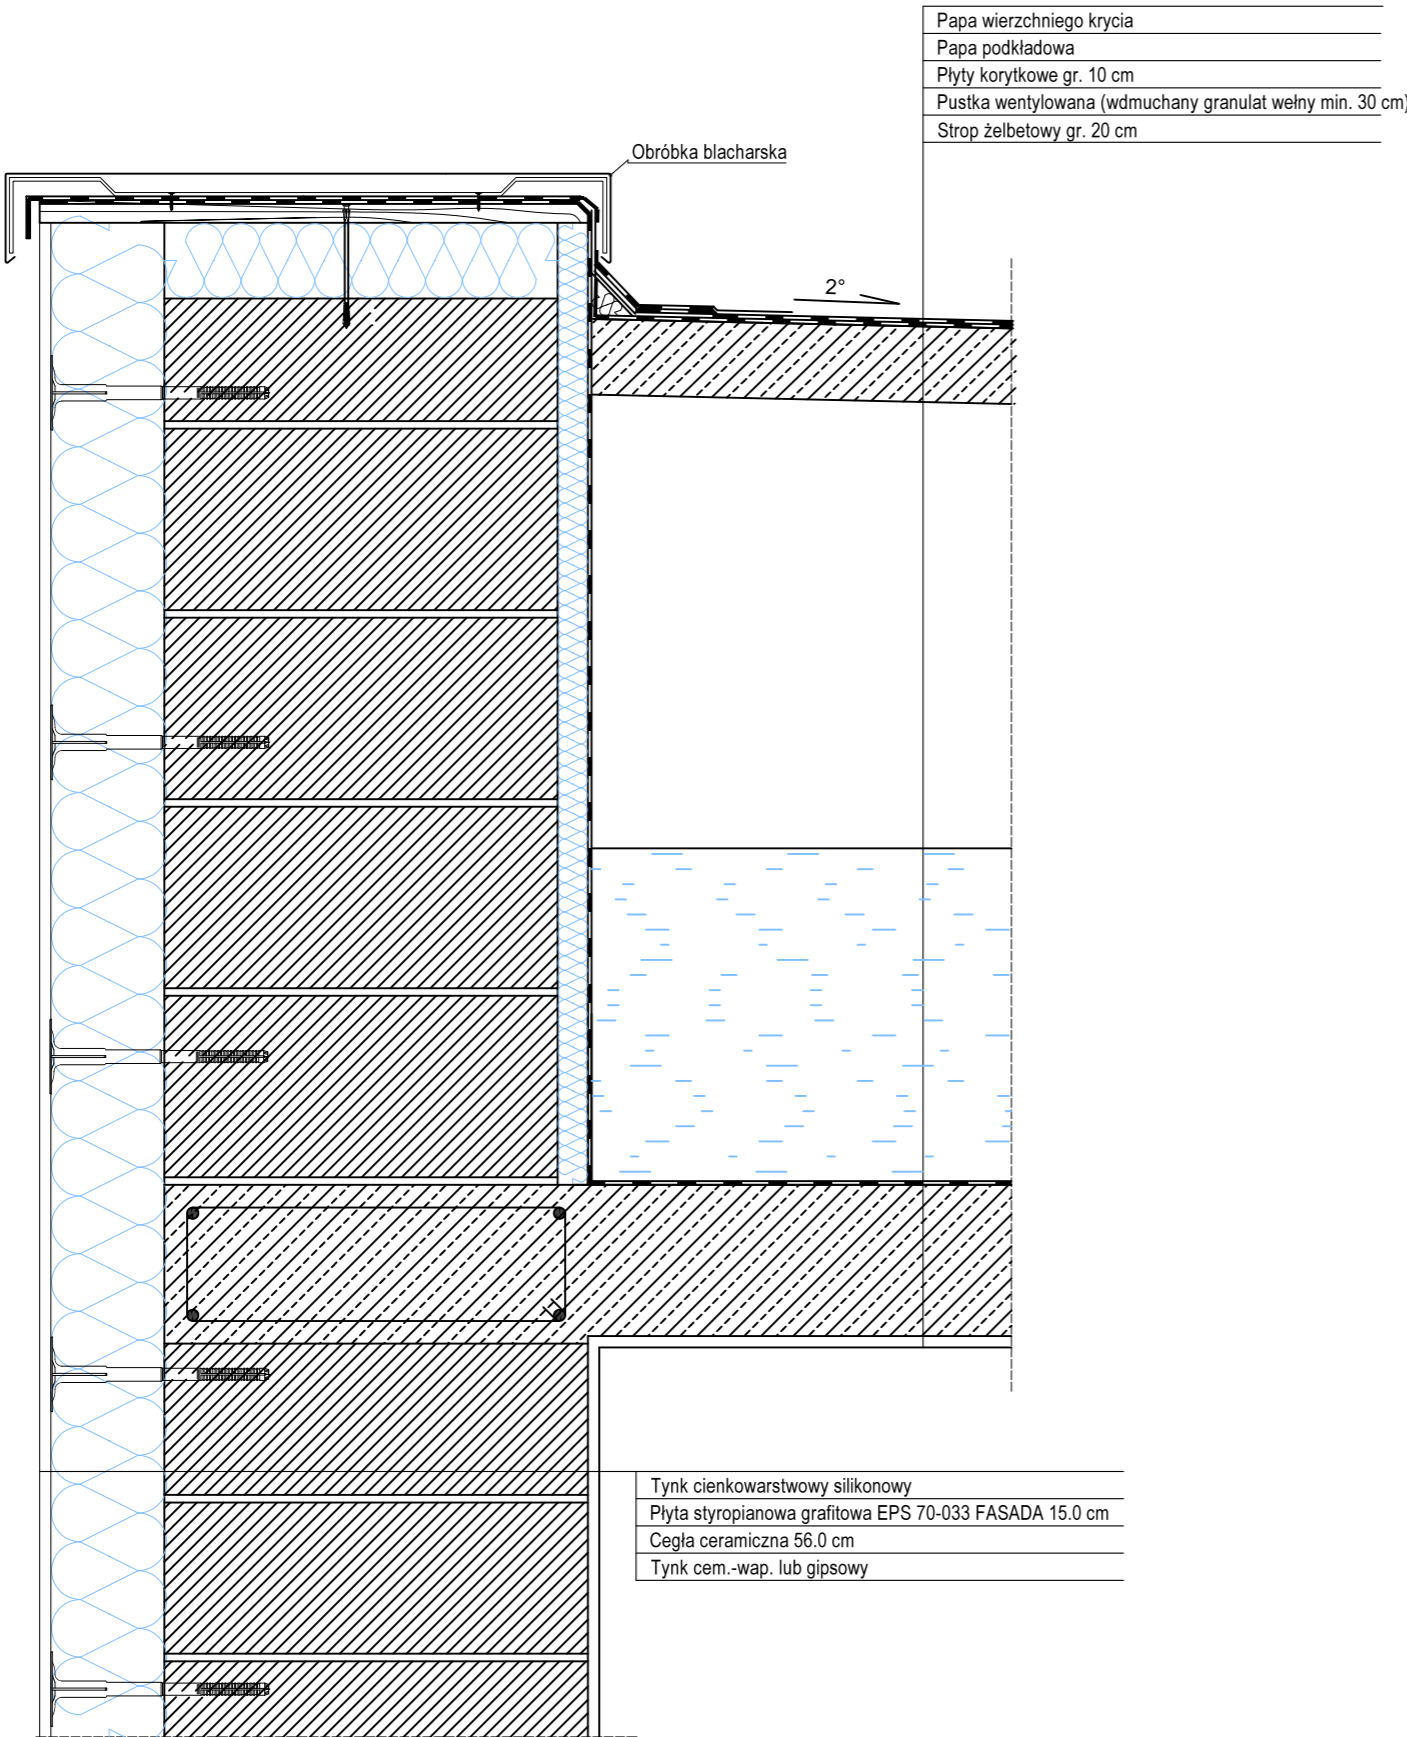 Papa wierzchniego krycia
Papa podkładowa
Płyty korytkowe gr. 10 cm
Pustka wentylowana (wdmuchany granulat wełny min. 30 cm)
Strop żelbetowy gr. 20 cm
Obróbka blacharska
2°
Tynk cienkowarstwowy silikonowy
Płyta styropianowa grafitowa EPS 70-033 FASADA 15.0 cm
Cegła ceramiczna 56.0 cm
Tynk cem.-wap. lub gipsowy